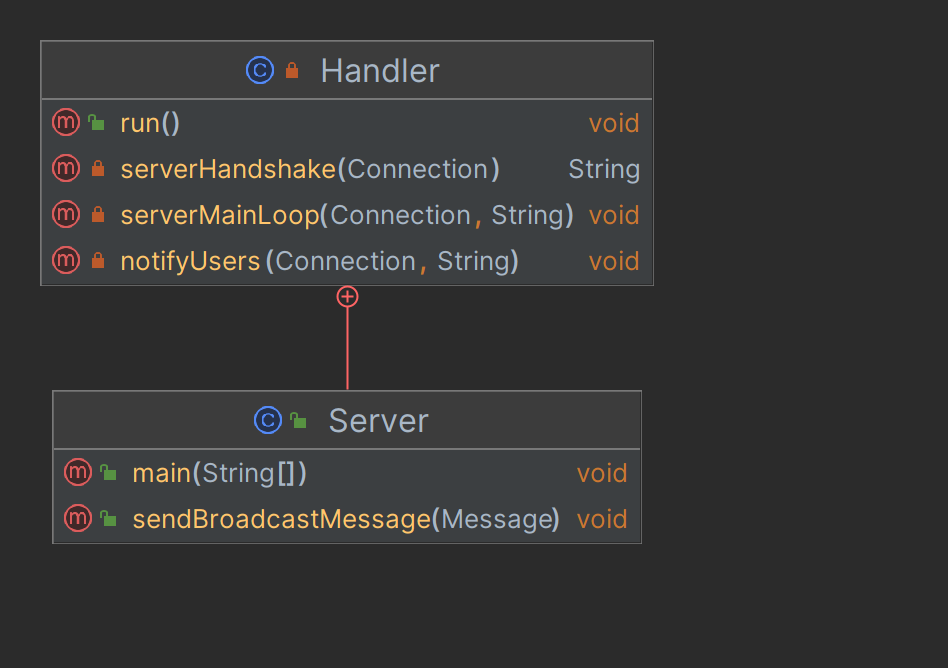 C Handler
m run() void
m serverHandshake(Connection) String
m serverMainLoop(Connection, String) void
m notifyUsers(Connection, String) void
C Server
m main(String[]) void
m sendBroadcastMessage(Message) void